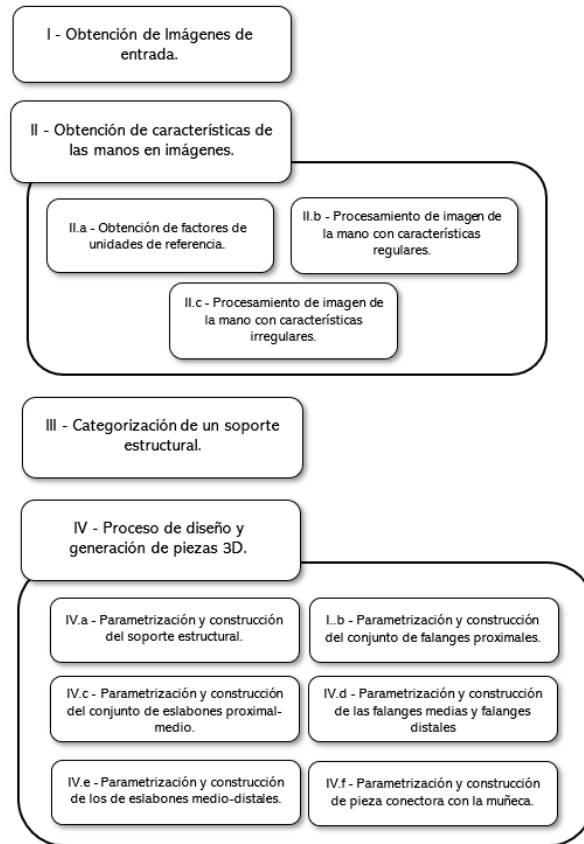 I - Obtención de Imágenes de
entrada.
II - Obtención de características de
las manos en imágenes.
II.a - Obtención de factores de
unidades de referencia.
II.b - Procesamiento de imagen de
la mano con características
regulares.
II.c - Procesamiento de imagen de
la mano con características
irregulares.
III - Categorización de un soporte
estructural.
IV - Proceso de diseño y
generación de piezas 3D.
IV.a - Parametrización y construcción
del soporte estructural.
I..b - Parametrización y construcción
del conjunto de falanges proximales.
IV.c - Parametrización y construcción
del conjunto de eslabones proximal-
medio.
IV.d - Parametrización y construcción
de las falanges medias y falanges
distales
IV.e - Parametrización y construcción
de los de eslabones medio-distales.
IV.f - Parametrización y construcción
de pieza conectora con la muñeca.